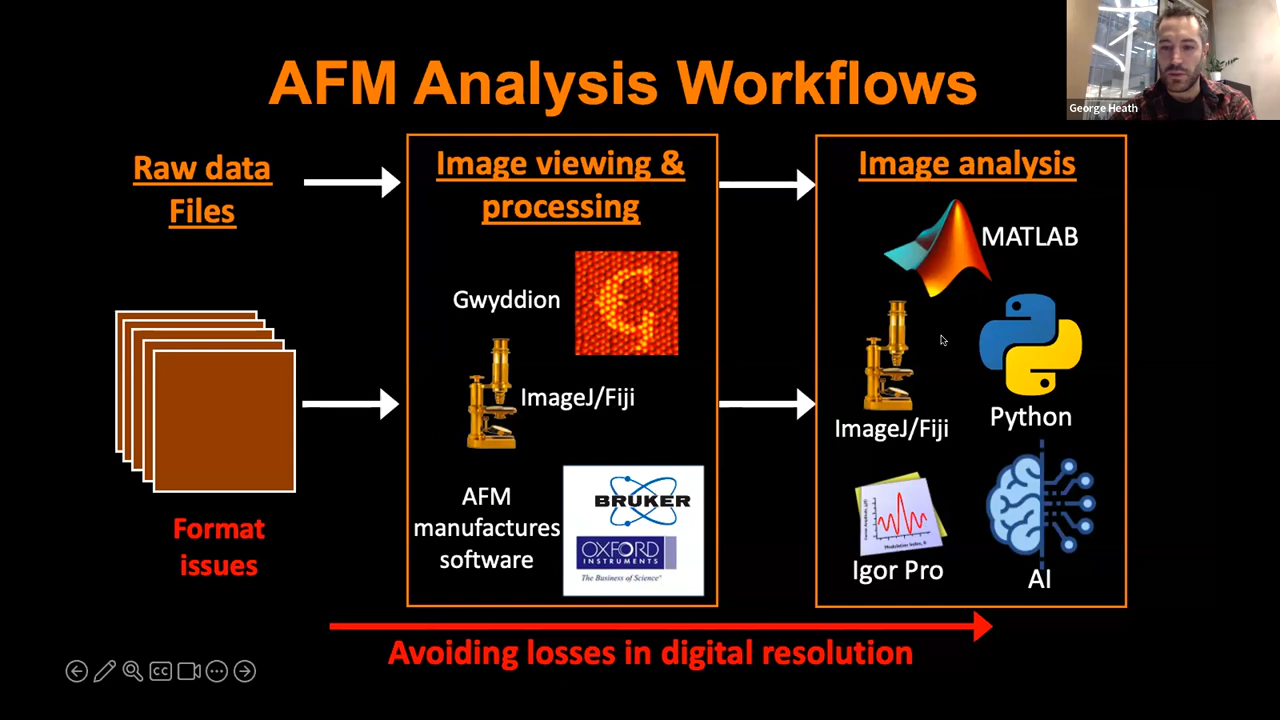 AFM Analysis Workflows
George Heath
Raw data
Files
Image viewing &
processing
Image analysis
MATLAB
Gwyddion
G
ImageJ/Fiji
Python
ImageJ/Fiji
AFM
manufactures
software
BRUKER
OXFORD
INSTRUMENTS
The Business of Science®
Igor Pro
AI
Format
issues
Avoiding losses in digital resolution
CC